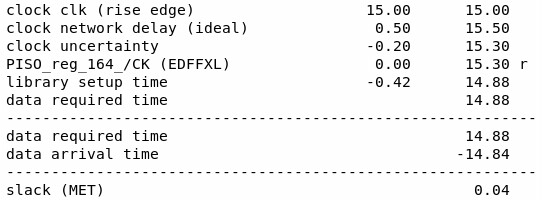 clock clk (rise edge) 15.00 15.00
clock network delay (ideal) 0.50 15.50
clock uncertainty -0.20 15.30
PISO_reg_164_/CK (EDFFXL) 0.00 15.30 r
library setup time -0.42 14.88
data required time 14.88
-----------------------------------------------------------
data required time 14.88
data arrival time -14.84
-----------------------------------------------------------
slack (MET) 0.04